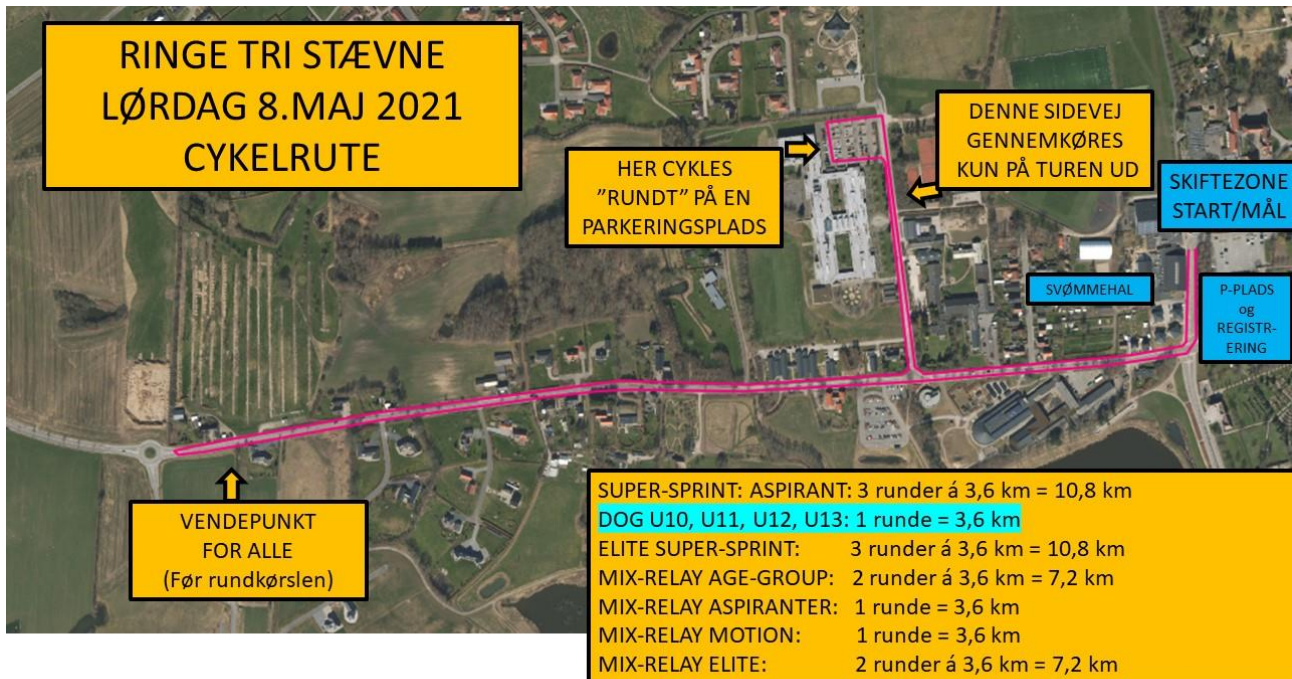 RINGE TRI STÆVNE
LØRDAG 8.MAJ 2021
CYKELRUTE
HER CYKLES
”RUNDT” PÅ EN
PARKERINGSPLADS
DENNE SIDEVEJ
GENNEMKØRES
KUN PÅ TUREN UD
SKIFTEZONE
START/MÅL
SVØMMEHAL
P-PLADS
og
REGISTR-
ERING
VENDEPUNKT
FOR ALLE
(Før rundkørslen)
SUPER-SPRINT: ASPIRANT: 3 runder á 3,6 km = 10,8 km
DOG U10, U11, U12, U13: 1 runde = 3,6 km
ELITE SUPER-SPRINT: 3 runder á 3,6 km = 10,8 km
MIX-RELAY AGE-GROUP: 2 runder á 3,6 km = 7,2 km
MIX-RELAY ASPIRANTER: 1 runde = 3,6 km
MIX-RELAY MOTION: 1 runde = 3,6 km
MIX-RELAY ELITE: 2 runder á 3,6 km = 7,2 km